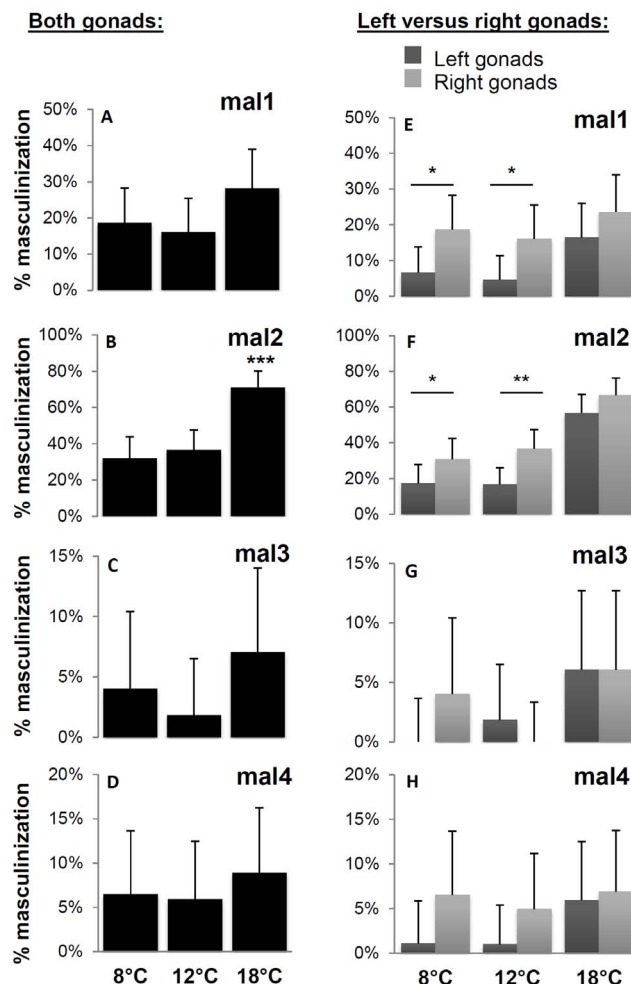 Both gonads:
Left versus right gonads:
Left gonads
Right gonads
A
mal1
50%
40%
30%
20%
10%
0%
% masculinization
E
mal1
50%
40%
30%
20%
10%
0%
*
*
B
mal2
100%
80%
60%
40%
20%
0%
% masculinization
***
F
mal2
100%
80%
60%
40%
20%
0%
*
**
C
mal3
15%
10%
5%
0%
% masculinization
G
mal3
15%
10%
5%
0%
D
mal4
20%
15%
10%
5%
0%
% masculinization
8°C 12°C 18°C
H
mal4
20%
15%
10%
5%
0%
8°C 12°C 18°C